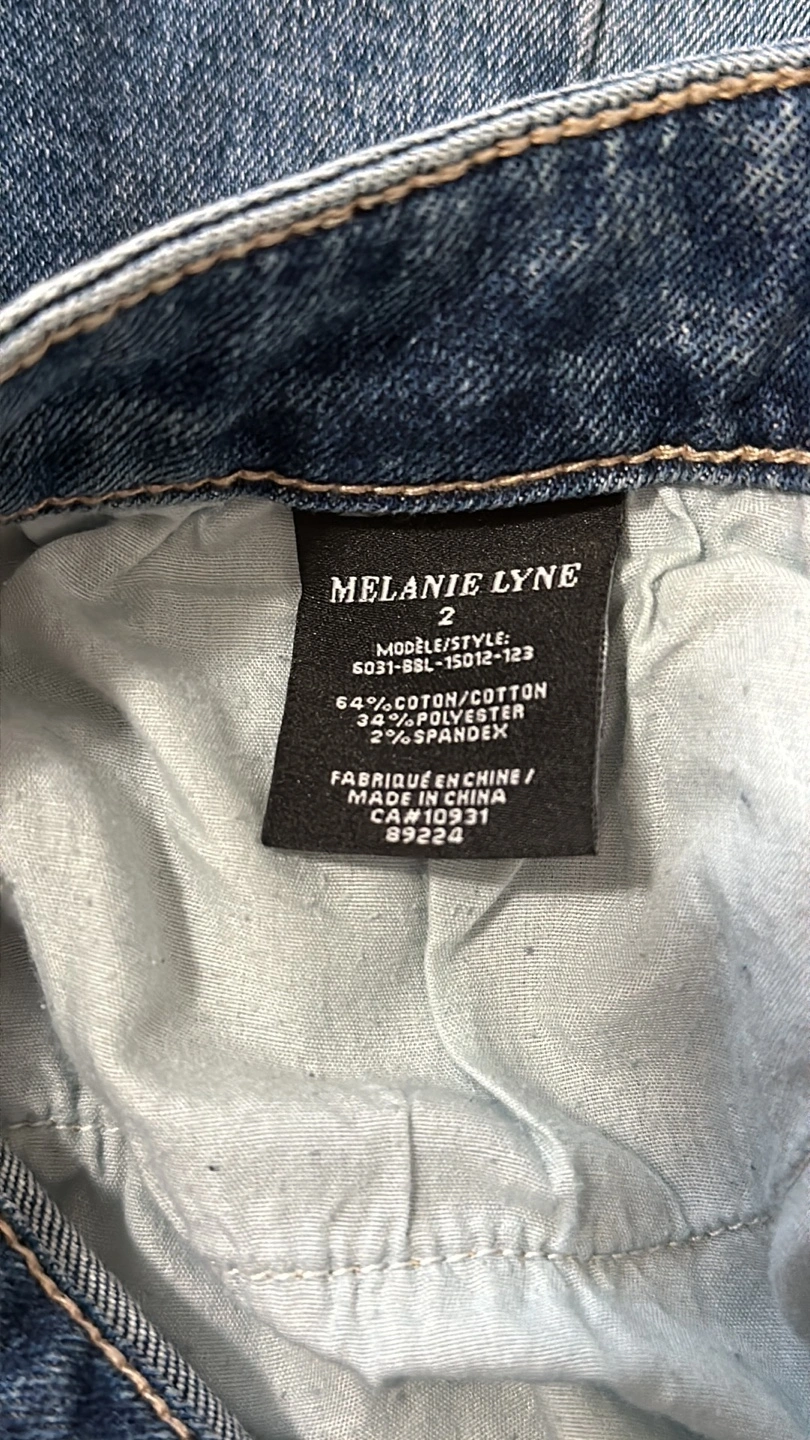 MELANIE LYNE
2
MODÈLE/STYLE:
6031-BBL-15012-123
64%COTON/COTTON
34%POLYESTER
2%SPANDEX
FABRIQUÉ EN CHINE /
MADE IN CHINA
CA#10931
89224